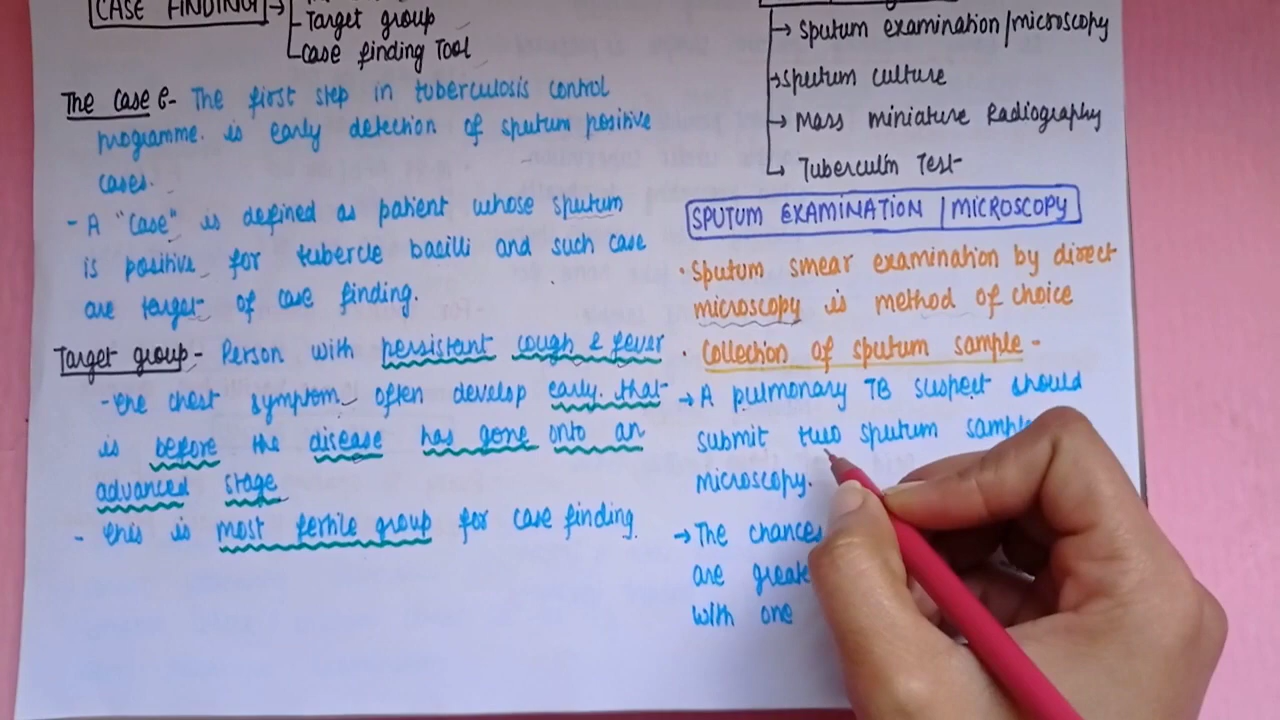 CASE FINDING →
Target group
Case finding Tool
The Case :- The first step in tuberculosis control
programme. is early detection of sputum positive
cases.
- A "case" is defined as patient whose sputum
is positive for tubercle bacilli and such case
are target of case finding.
Target group - Person with persistant cough & fever
- the chest symptom often develop early. that
is before the disease has gone onto an
advanced stage
- this is most fertile group for case finding.
→ Sputum examination/microscopy
→ Sputum culture
→ Mass miniature Radiography
→ Tuberculin Test
SPUTUM EXAMINATION / MICROSCOPY
• Sputum smear examination by direct
microscopy is method of choice
• Collection of sputum sample -
→ A pulmonary TB suspect should
submit two sputum
microscopy.
→ The chances
are
with one